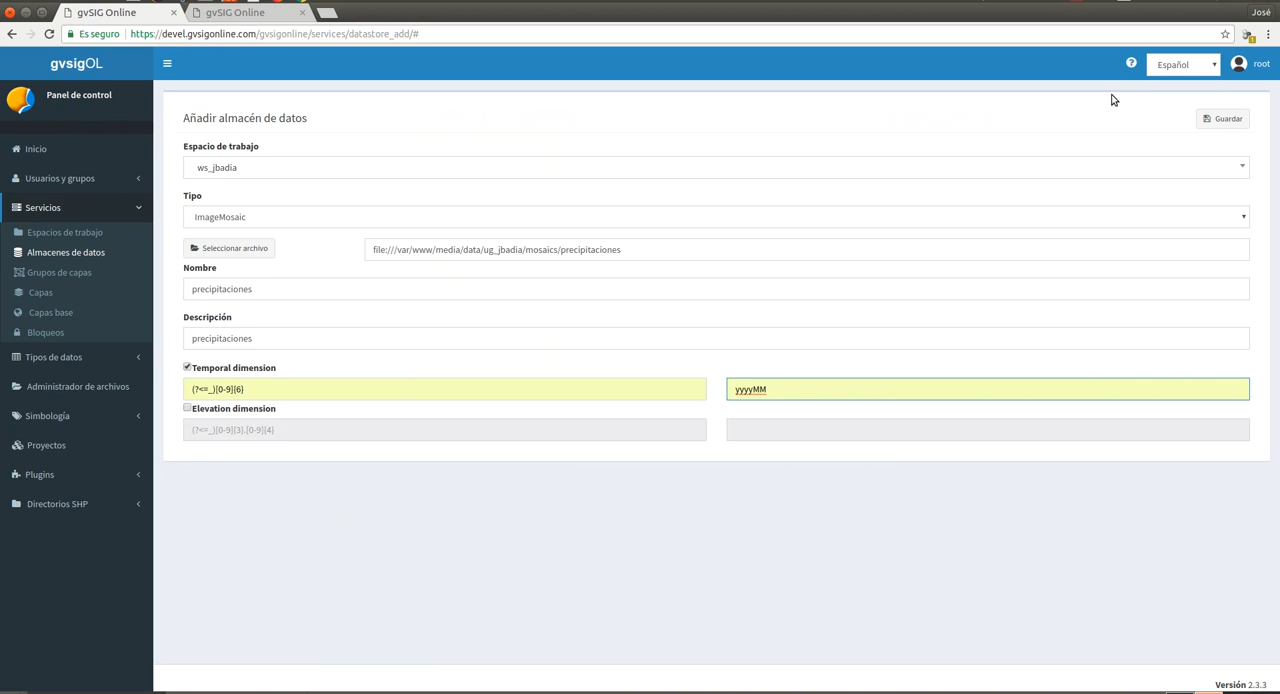 gvSIG Online
gvSIG Online
José
Es seguro https://devel.gvsigonline.com/gvsigonline/services/datastore_add/#
gvsigOL
Español
root
Panel de control
Inicio
Usuarios y grupos
Servicios
Espacios de trabajo
Almacenes de datos
Grupos de capas
Capas
Capas base
Bloqueos
Tipos de datos
Administrador de archivos
Simbología
Proyectos
Plugins
Directorios SHP
Añadir almacén de datos
Guardar
Espacio de trabajo
ws_jbadia
Tipo
ImageMosaic
Seleccionar archivo
file:///var/www/media/data/ug_jbadia/mosaics/precipitaciones
Nombre
precipitaciones
Descripción
precipitaciones
Temporal dimension
(?<=_)[0-9]{6}
yyyyMM
Elevation dimension
(?<=_)[0-9]{3}.[0-9]{4}
Versión 2.3.3